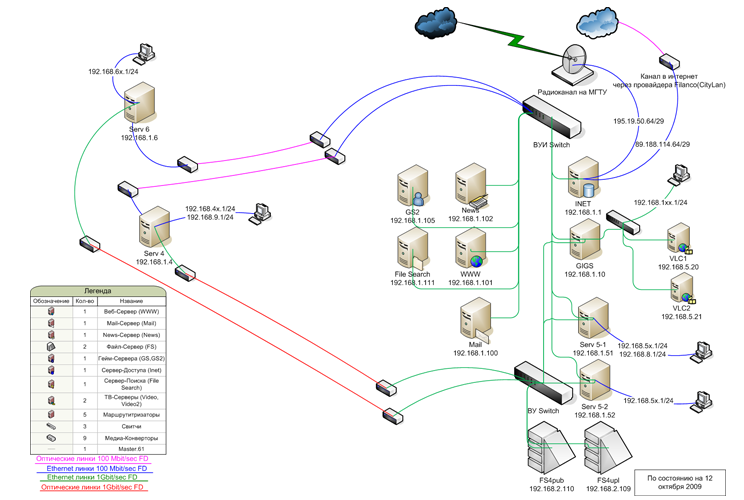 192.168.6x.1/24
Serv 6
192.168.1.6
192.168.4x.1/24
192.168.9.1/24
Serv 4
192.168.1.4
Радиоканал на МГТУ
Канал в интернет
через провайдера Filanco(CityLan)
195.19.50.64/29
89.188.114.64/29
ВУИ Switch
GS2
192.168.1.105
News
192.168.1.102
INET
192.168.1.1
192.168.1xx.1/24
File Search
192.168.1.111
WWW
192.168.1.101
GIGS
192.168.1.10
VLC1
192.168.5.20
VLC2
192.168.5.21
Mail
192.168.1.100
Serv 5-1
192.168.1.51
192.168.5x.1/24
192.168.8.1/24
ВУ Switch
Serv 5-2
192.168.1.52
192.168.5x.1/24
FS4pub
192.168.2.110
FS4upl
192.168.2.109
По состоянию на 12
октября 2009
Легенда
Обозначение Кол-во Название
1 Веб-Сервер (WWW)
1 Mail-Сервер (Mail)
1 News-Сервер (News)
2 Файл-Сервер (FS)
1 Гейм-Сервера (GS,GS2)
1 Сервер-Доступа (Inet)
1 Сервер-Поиска (File
Search)
2 ТВ-Серверы (Video,
Video2)
5 Маршрутигризаторы
3 Свитчи
9 Медиа-Конверторы
1 Master.61
Оптические линки 100 Mbit/sec FD
Ethernet линки 100 Mbit/sec FD
Ethernet линки 1Gbit/sec FD
Оптические линки 1Gbit/sec FD